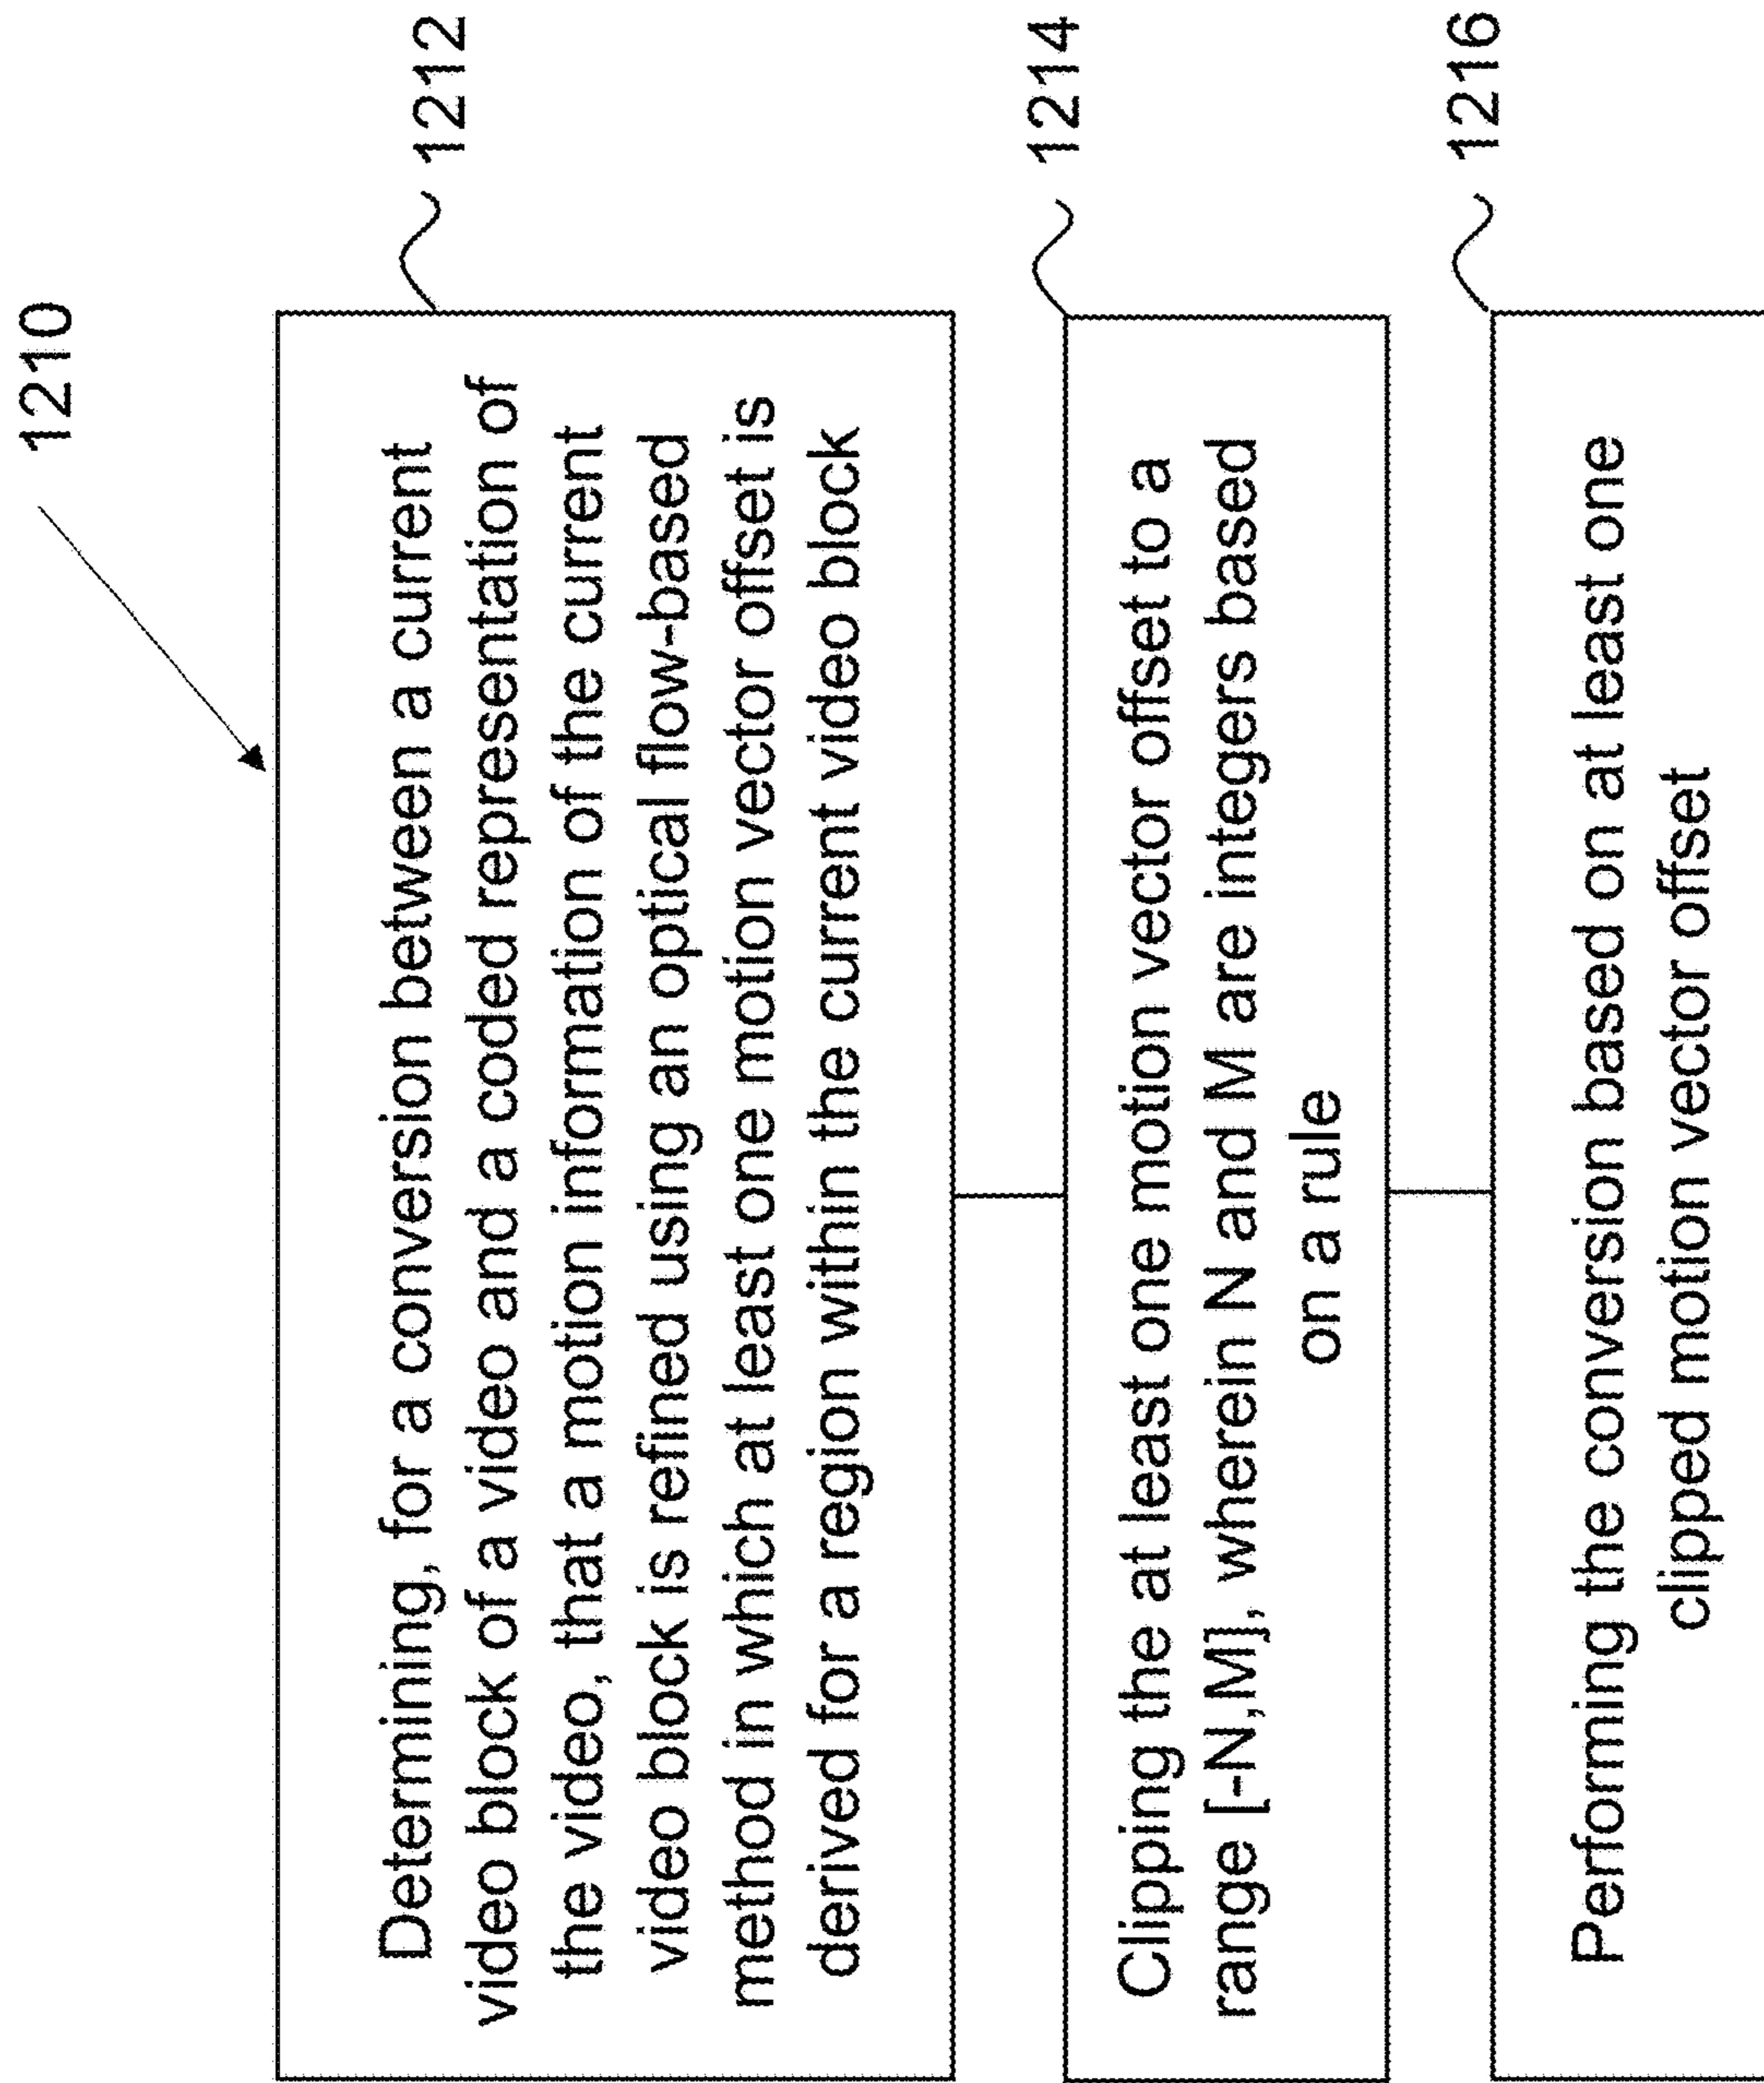 1210
Determining, for a conversion between a current
video block of a video and a coded representation of
the video, that a motion information of the current
video block is refined using an optical flow-based
method in which at least one motion vector offset is
derived for a region within the current video block
1212
Clipping the at least one motion vector offset to a
range [-N,M], wherein N and M are integers based
on a rule
1214
Performing the conversion based on at least one
clipped motion vector offset
1216